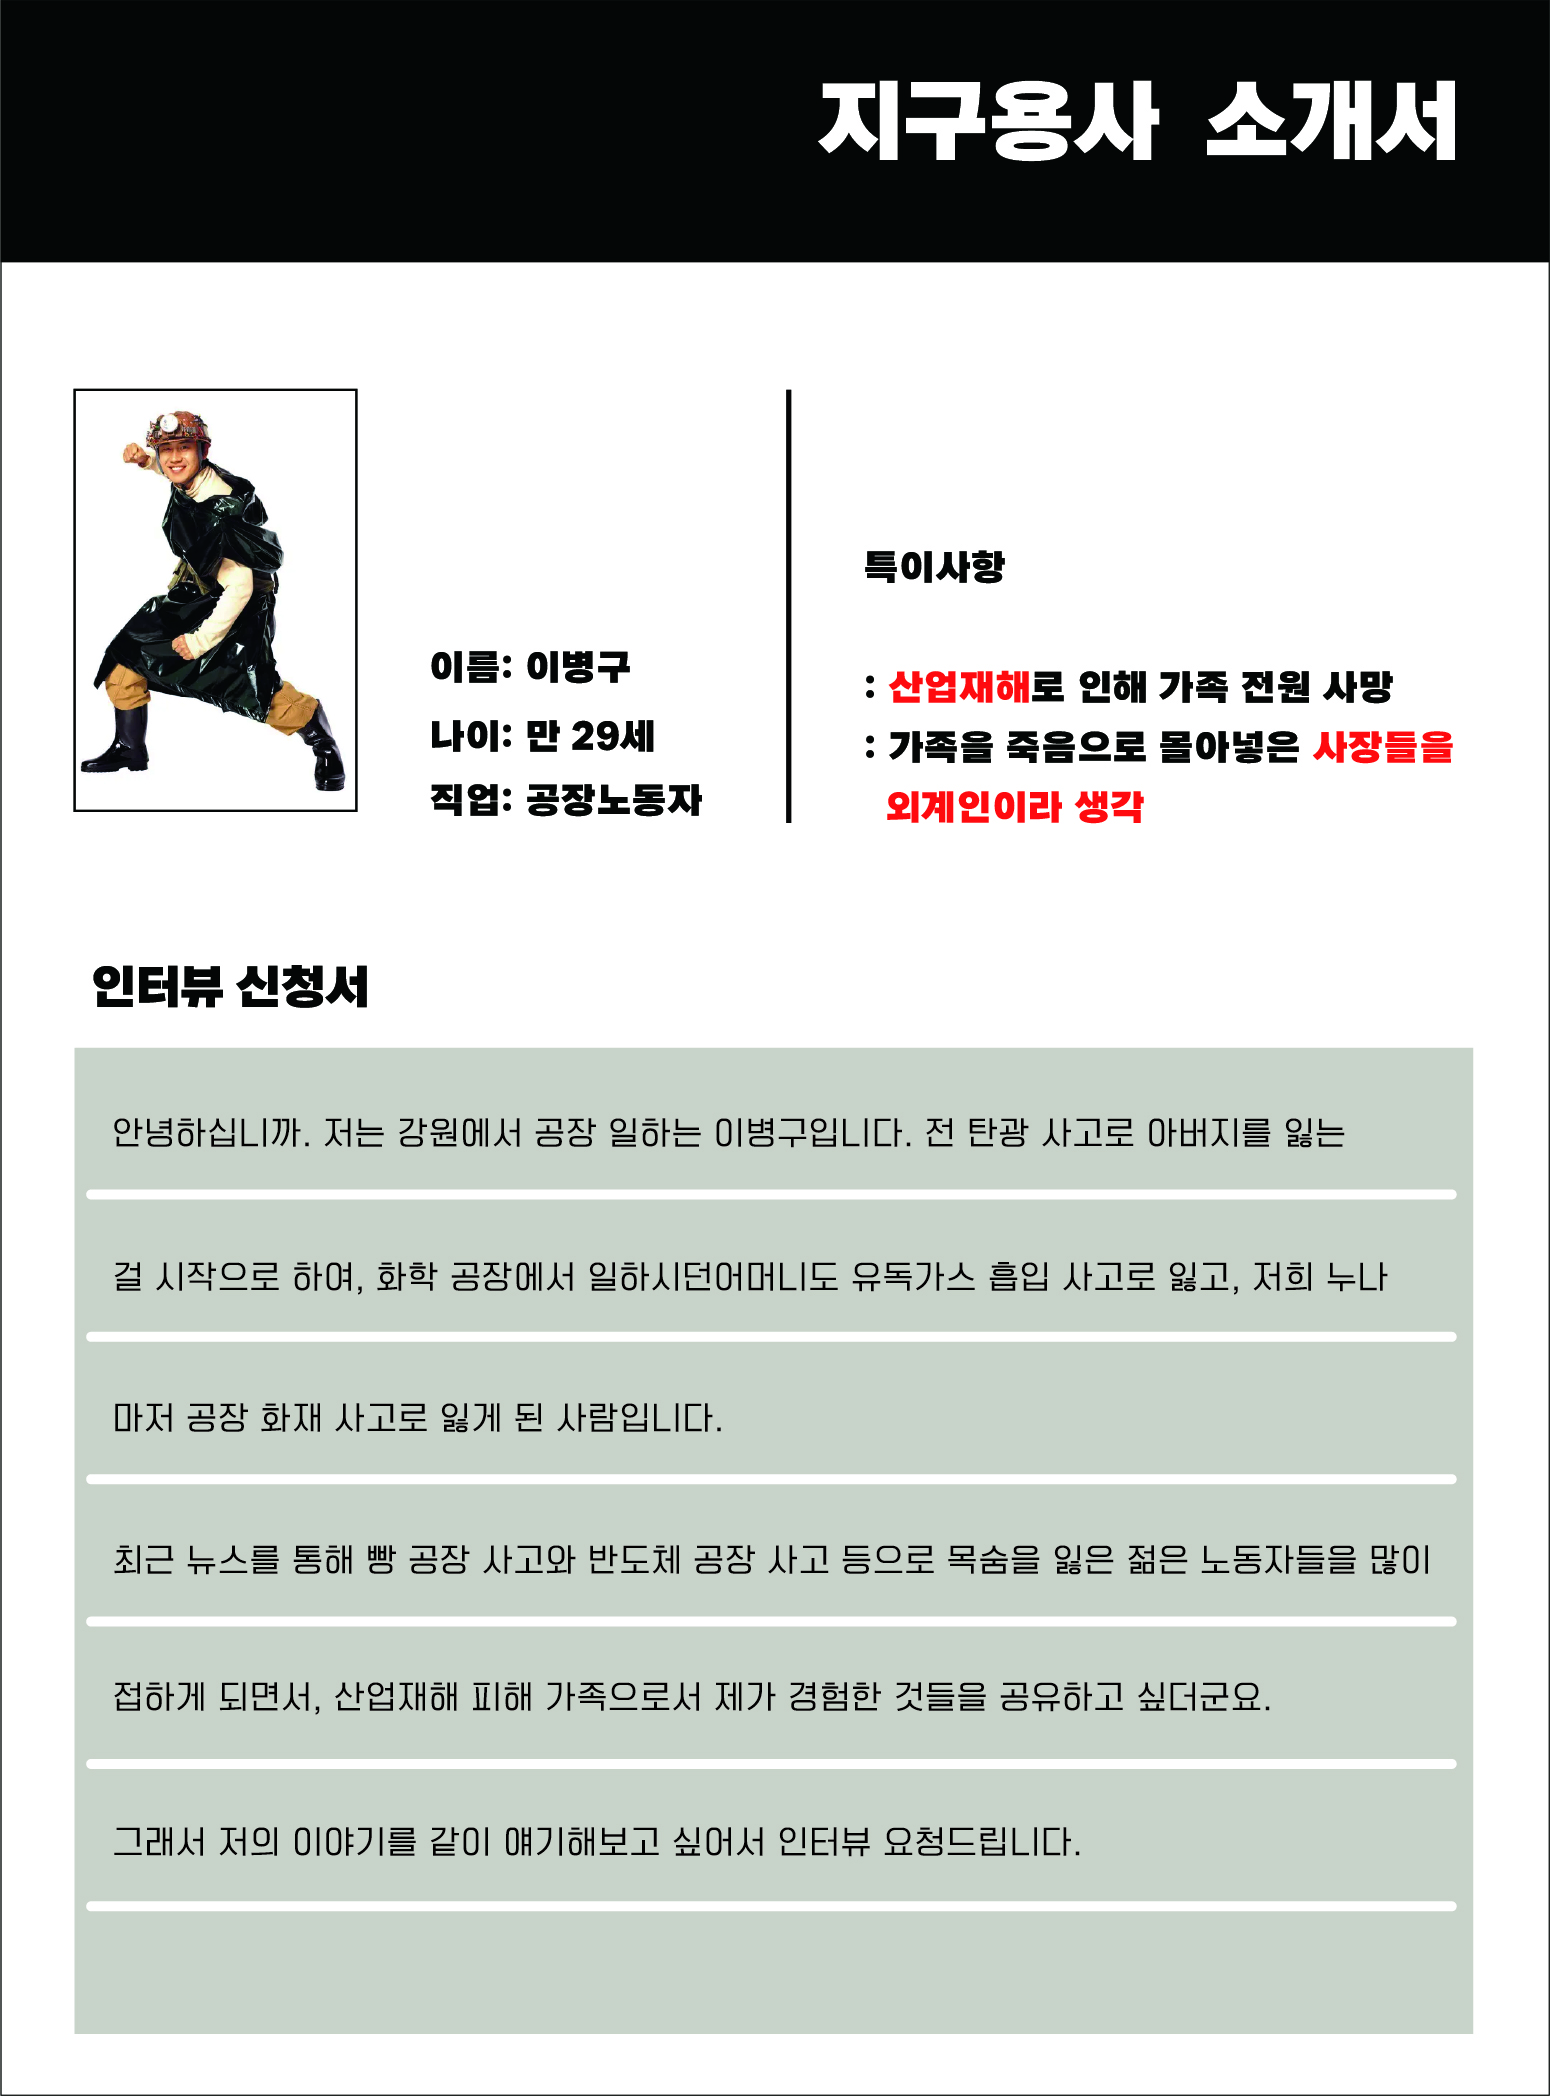 지구용사 소개서
이름: 이병구
나이: 만 29세
직업: 공장노동자
특이사항
: 산업재해로 인해 가족 전원 사망
: 가족을 죽음으로 몰아넣은 사장들을
외계인이라 생각
인터뷰 신청서
안녕하십니까. 저는 강원에서 공장 일하는 이병구입니다. 전 탄광 사고로 아버지를 잃는
걸 시작으로 하여, 화학 공장에서 일하시던어머니도 유독가스 흡입 사고로 잃고, 저희 누나
마저 공장 화재 사고로 잃게 된 사람입니다.
최근 뉴스를 통해 빵 공장 사고와 반도체 공장 사고 등으로 목숨을 잃은 젊은 노동자들을 많이
접하게 되면서, 산업재해 피해 가족으로서 제가 경험한 것들을 공유하고 싶더군요.
그래서 저의 이야기를 같이 얘기해보고 싶어서 인터뷰 요청드립니다.